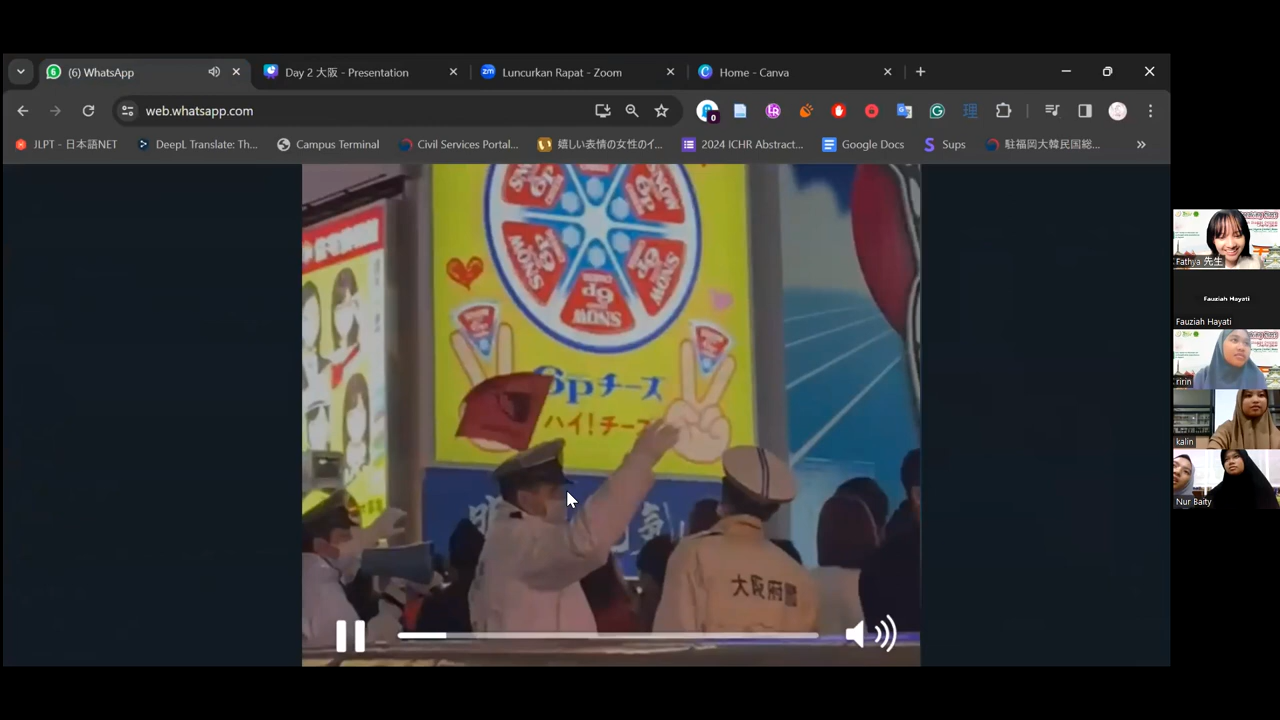 (6) WhatsApp
Day 2 大阪 - Presentation
Luncurkan Rapat - Zoom
Home - Canva
web.whatsapp.com
0
JLPT - 日本語NET
DeepL Translate: Th...
Campus Terminal
Civil Services Portal...
嬉しい表情の女性のイ...
2024 ICHR Abstract...
Google Docs
Sups
駐福岡大韓民国総...
»
SNOW
6P
6Pチーズ
ハイ!チーズ
大阪府警
Fathya 先生
Fauziah Hayati
Fauziah Hayati
ririn
kalin
Nur Baity